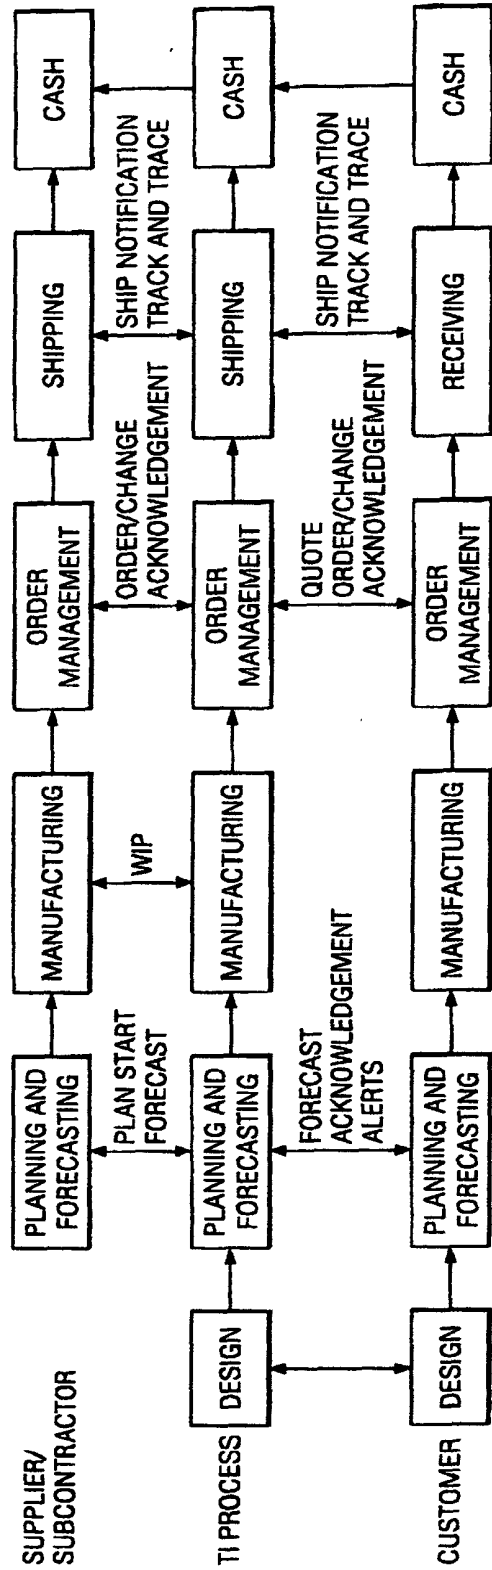 SUPPLIER/
SUBCONTRACTOR
PLANNING AND
FORECASTING
MANUFACTURING
ORDER
MANAGEMENT
SHIPPING
CASH
PLAN START
FORECAST
WIP
ORDER/CHANGE
ACKNOWLEDGEMENT
SHIP NOTIFICATION
TRACK AND TRACE
TI PROCESS
DESIGN
PLANNING AND
FORECASTING
MANUFACTURING
ORDER
MANAGEMENT
SHIPPING
CASH
FORECAST
ACKNOWLEDGEMENT
ALERTS
QUOTE
ORDER/CHANGE
ACKNOWLEDGEMENT
SHIP NOTIFICATION
TRACK AND TRACE
CUSTOMER
DESIGN
PLANNING AND
FORECASTING
MANUFACTURING
ORDER
MANAGEMENT
RECEIVING
CASH